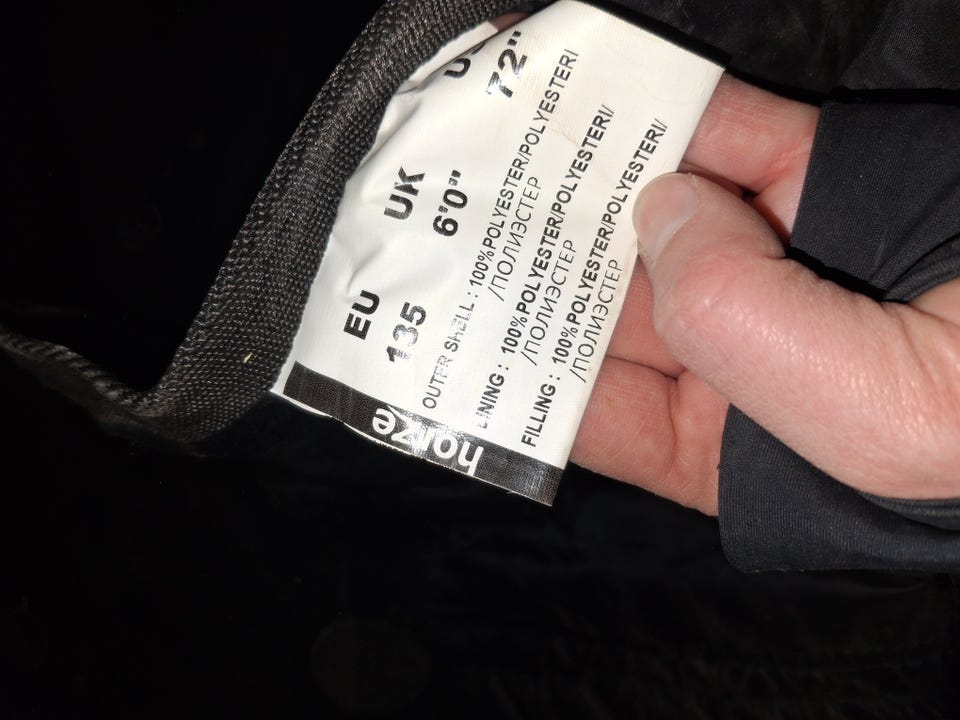 EU UK US
135 6'0" 72"
OUTER SHELL : 100%POLYESTER/POLYESTERI
/ПОЛИЭСТЕР
LINING : 100%POLYESTER/POLYESTERI/
/ПОЛИЭСТЕР
FILLING : 100%POLYESTER/POLYESTERI/
/ПОЛИЭСТЕР
horze